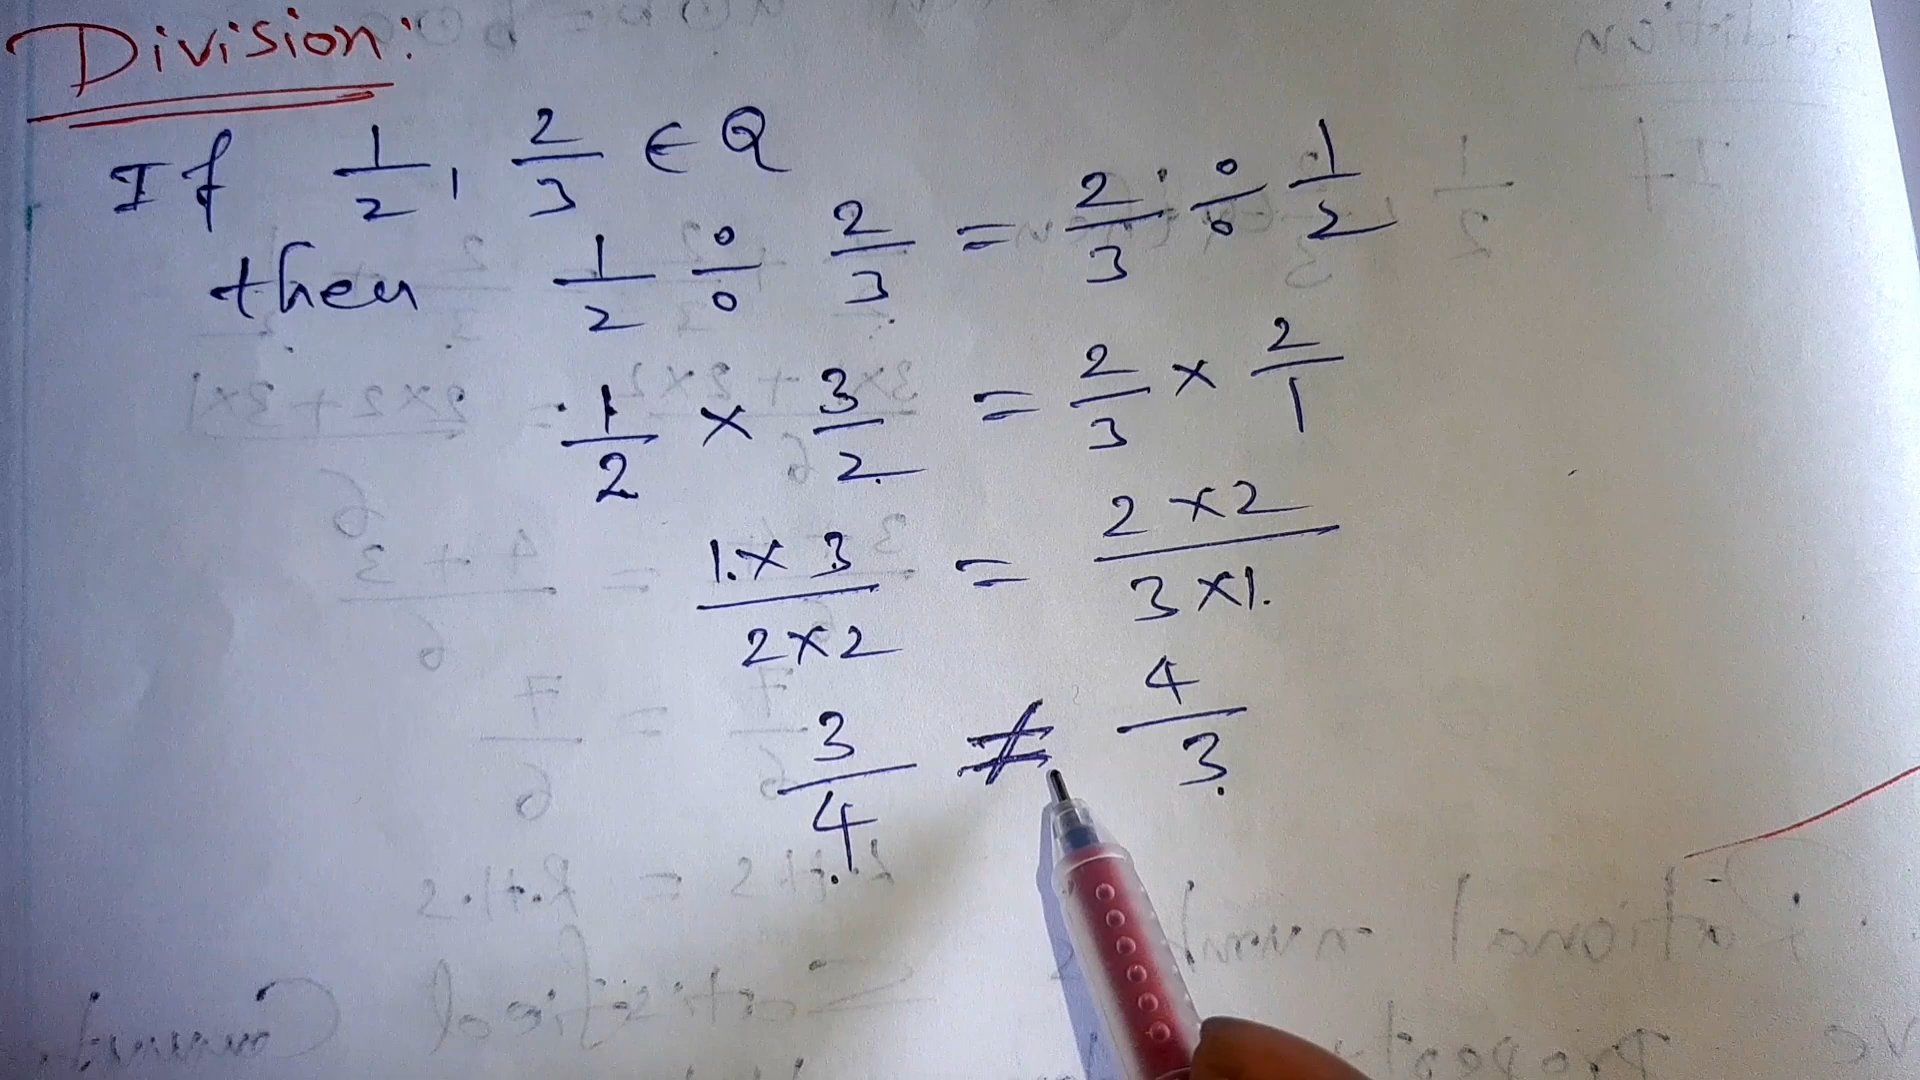 Division:
If 1/2, 2/3 ∈ Q
then 1/2 ÷ 2/3 = 2/3 ÷ 1/2
1/2 × 3/2 = 2/3 × 2/1
1×3/2×2 = 2×2/3×1
3/4 ≠ 4/3